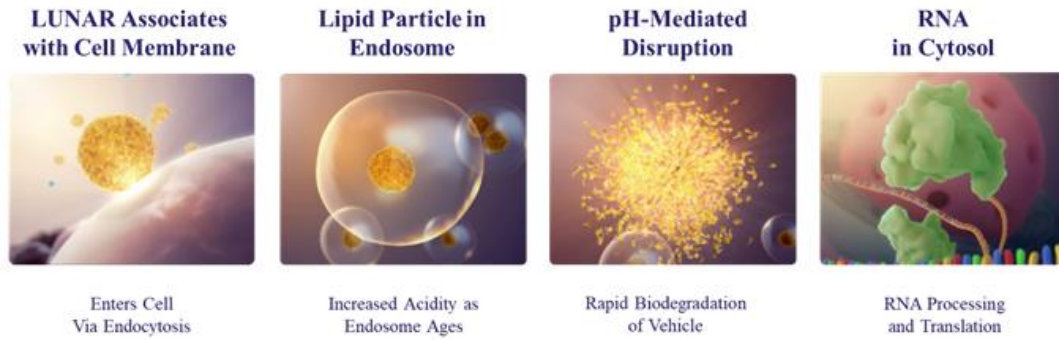 LUNAR Associates
with Cell Membrane
Lipid Particle in
Endosome
pH-Mediated
Disruption
RNA
in Cytosol
Enters Cell
Via Endocytosis
Increased Acidity as
Endosome Ages
Rapid Biodegradation
of Vehicle
RNA Processing
and Translation